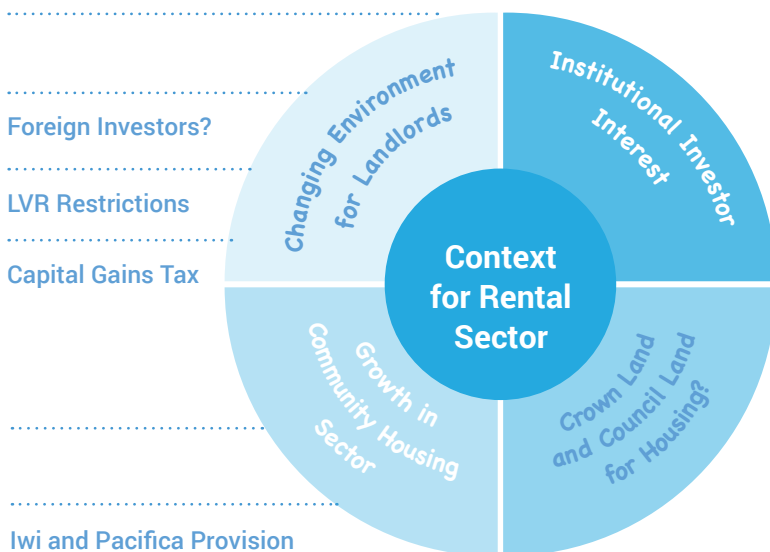 Foreign Investors?
LVR Restrictions
Capital Gains Tax
Iwi and Pacifica Provision
Changing Environment
for Landlords
Institutional Investor
Interest
Context
for Rental
Sector
Growth in
Community Housing
Sector
Crown Land
and Council Land
for Housing?